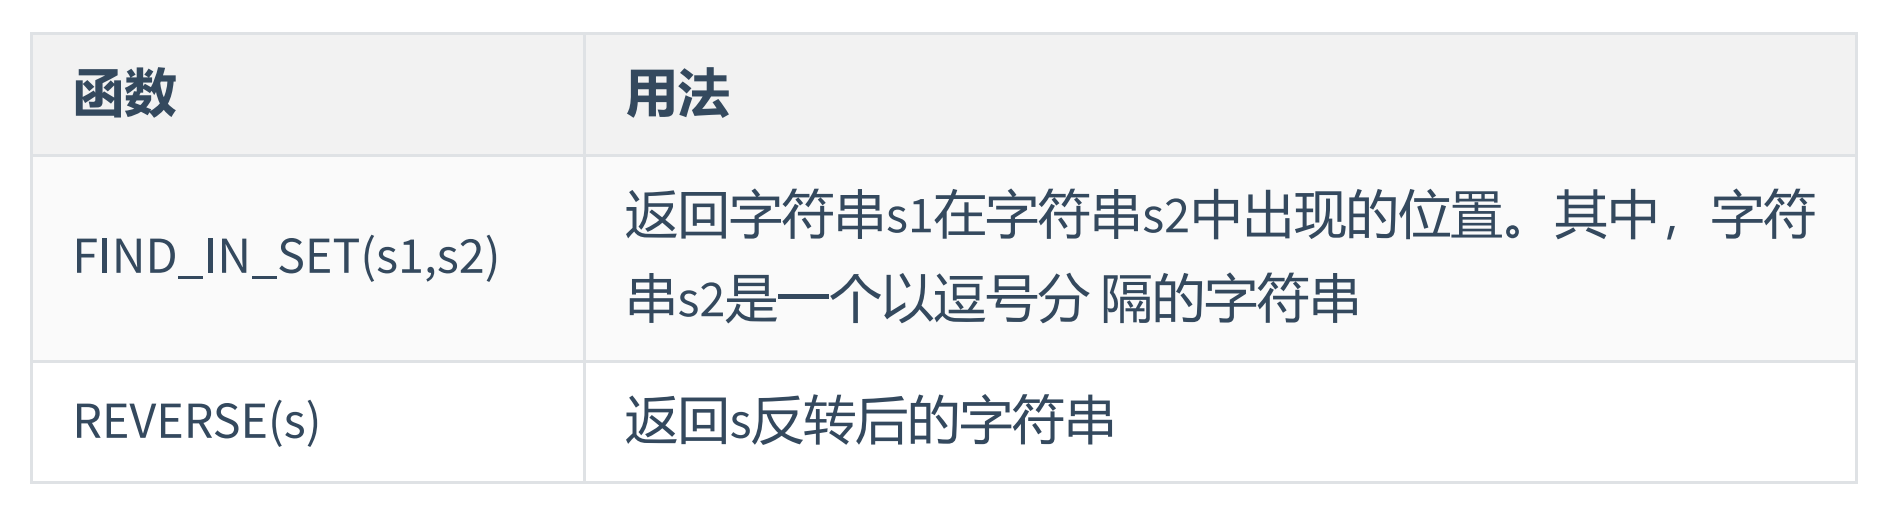 函数
用法
FIND_IN_SET(s1,s2)
返回字符串s1在字符串s2中出现的位置。其中，字符
串s2是一个以逗号分 隔的字符串
REVERSE(s)
返回s反转后的字符串